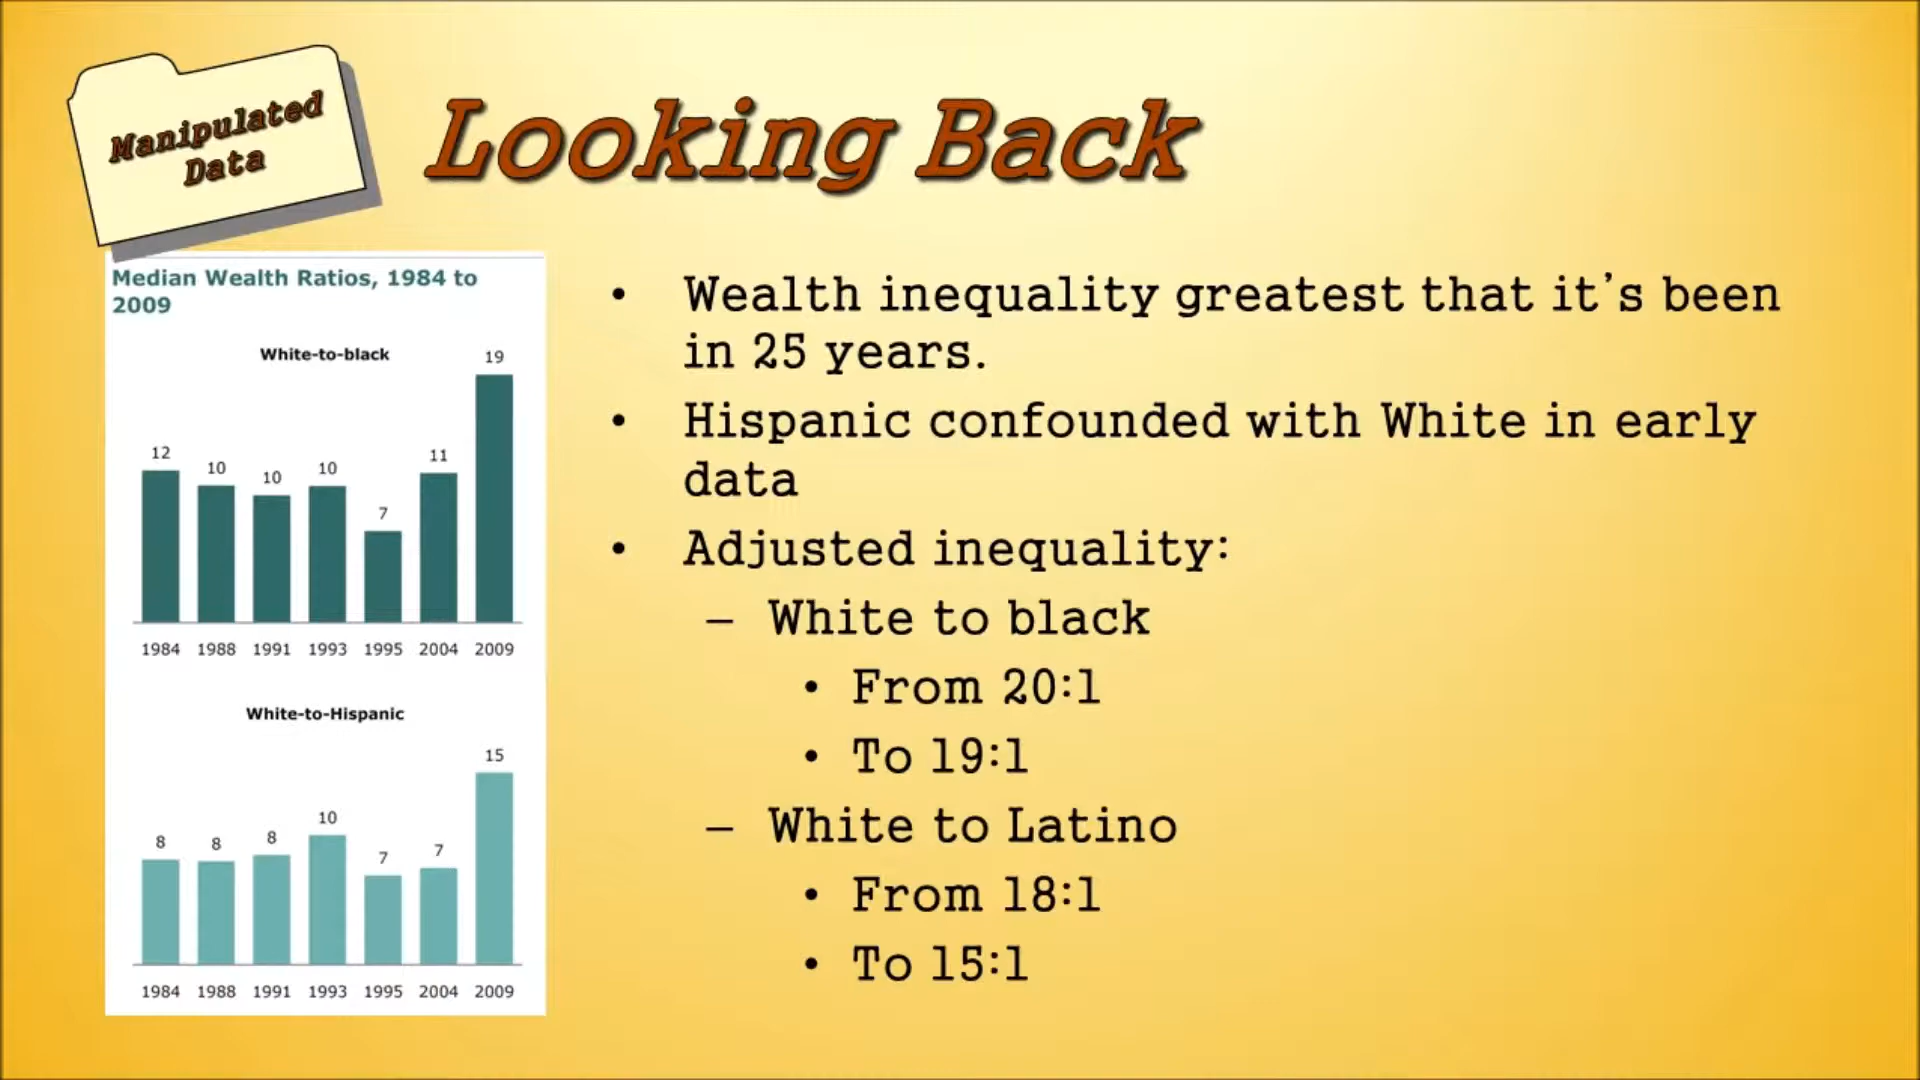 Manipulated
Data
Looking Back
Median Wealth Ratios, 1984 to
2009
White-to-black
12
10
10
10
7
11
19
1984 1988 1991 1993 1995 2004 2009
White-to-Hispanic
8
8
8
10
7
7
15
1984 1988 1991 1993 1995 2004 2009
• Wealth inequality greatest that it's been
in 25 years.
• Hispanic confounded with White in early
data
• Adjusted inequality:
– White to black
• From 20:1
• To 19:1
– White to Latino
• From 18:1
• To 15:1